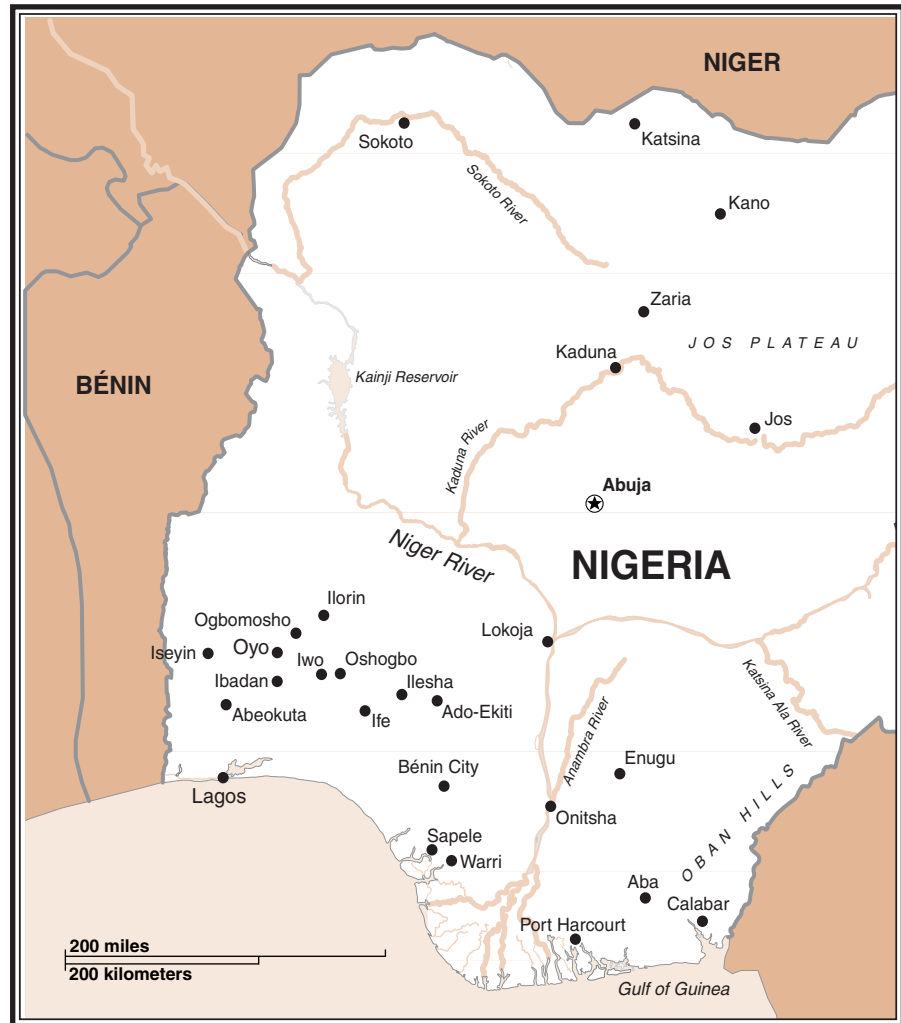 NIGER
Sokoto
Katsina
Sokoto River
Kano
Zaria
JOS PLATEAU
Kaduna
BÉNIN
Kainji Reservoir
Jos
Kaduna River
Abuja
Niger River
NIGERIA
Ilorin
Ogbomosho
Lokoja
Iseyin
Oyo
Iwo
Oshogbo
Ibadan
Ilesha
Katsina Ala River
Abeokuta
Ife
Ado-Ekiti
Anambra River
Enugu
Bénin City
Lagos
Onitsha
OBAN HILLS
Sapele
Warri
Aba
Calabar
Port Harcourt
200 miles
200 kilometers
Gulf of Guinea